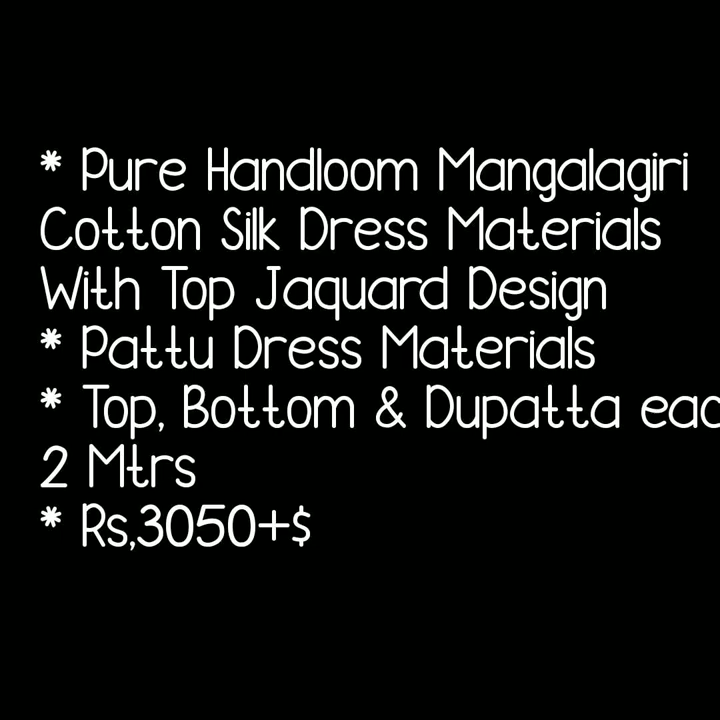 * Pure Handloom Mangalagiri
Cotton Silk Dress Materials
With Top Jaquard Design
* Pattu Dress Materials
* Top, Bottom & Dupatta eac
2 Mtrs
* Rs,3050+$